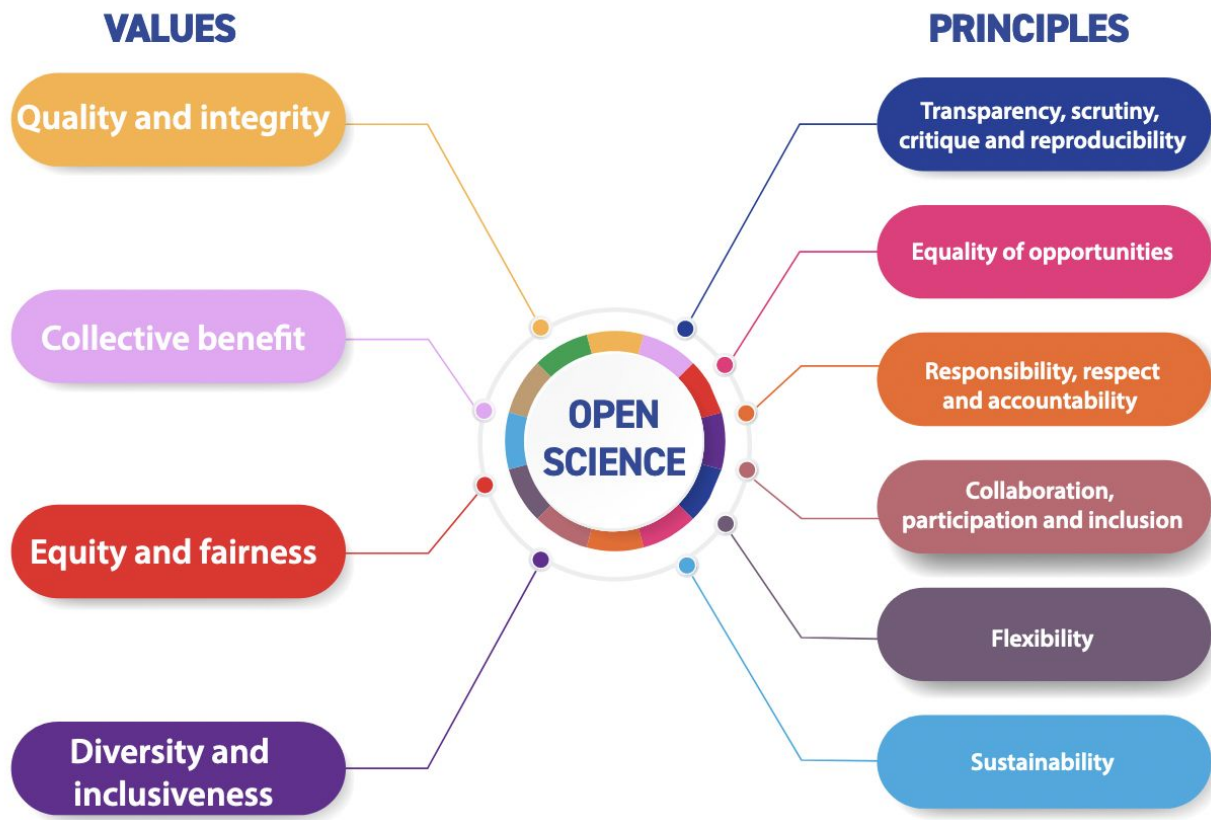 VALUES
Quality and integrity
Collective benefit
Equity and fairness
Diversity and
inclusiveness
OPEN
SCIENCE
PRINCIPLES
Transparency, scrutiny,
critique and reproducibility
Equality of opportunities
Responsibility, respect
and accountability
Collaboration,
participation and inclusion
Flexibility
Sustainability